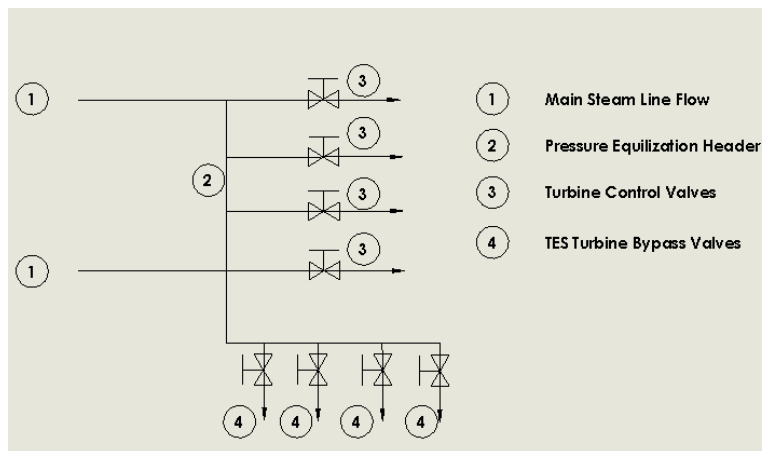 1 3 1 Main Steam Line Flow
3 2 Pressure Equilization Header
2 3 3 Turbine Control Valves
1 3 4 TES Turbine Bypass Valves
4 4 4 4